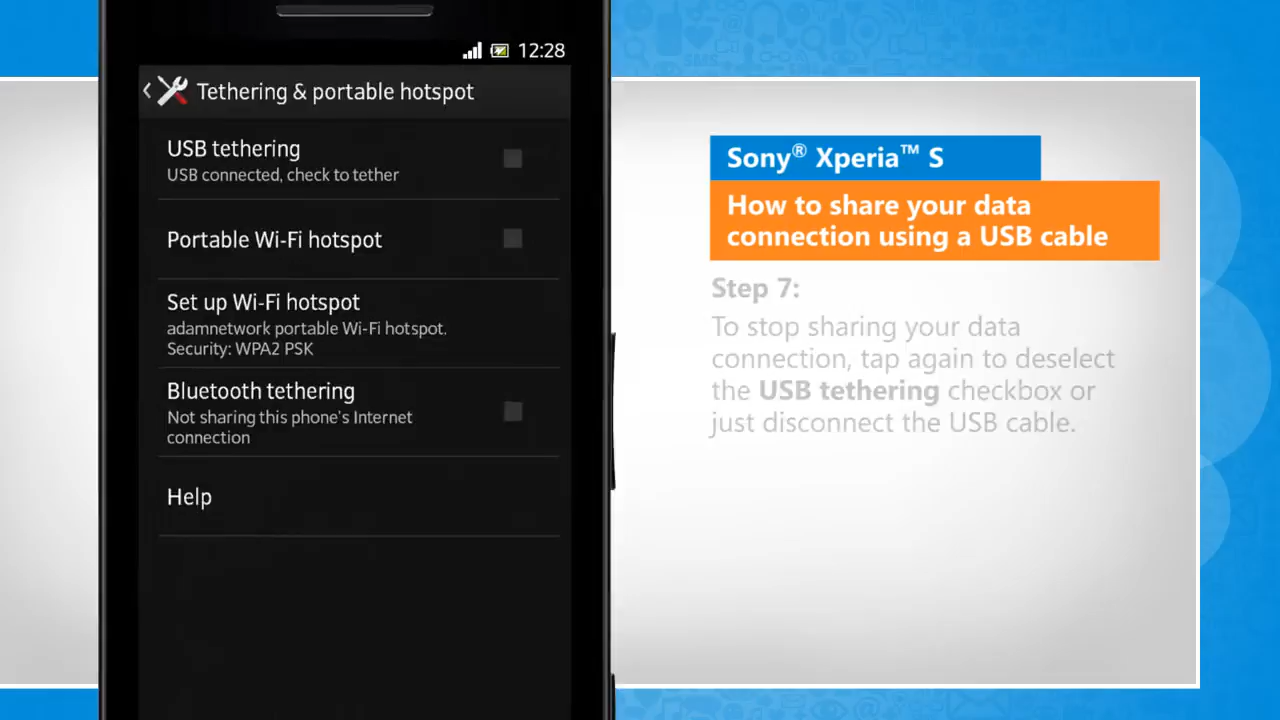 12:28
Tethering & portable hotspot
USB tethering
USB connected, check to tether
Portable Wi-Fi hotspot
Set up Wi-Fi hotspot
adamnetwork portable Wi-Fi hotspot.
Security: WPA2 PSK
Bluetooth tethering
Not sharing this phone's Internet
connection
Help
Sony® Xperia™ S
How to share your data
connection using a USB cable
Step 7:
To stop sharing your data
connection, tap again to deselect
the USB tethering checkbox or
just disconnect the USB cable.